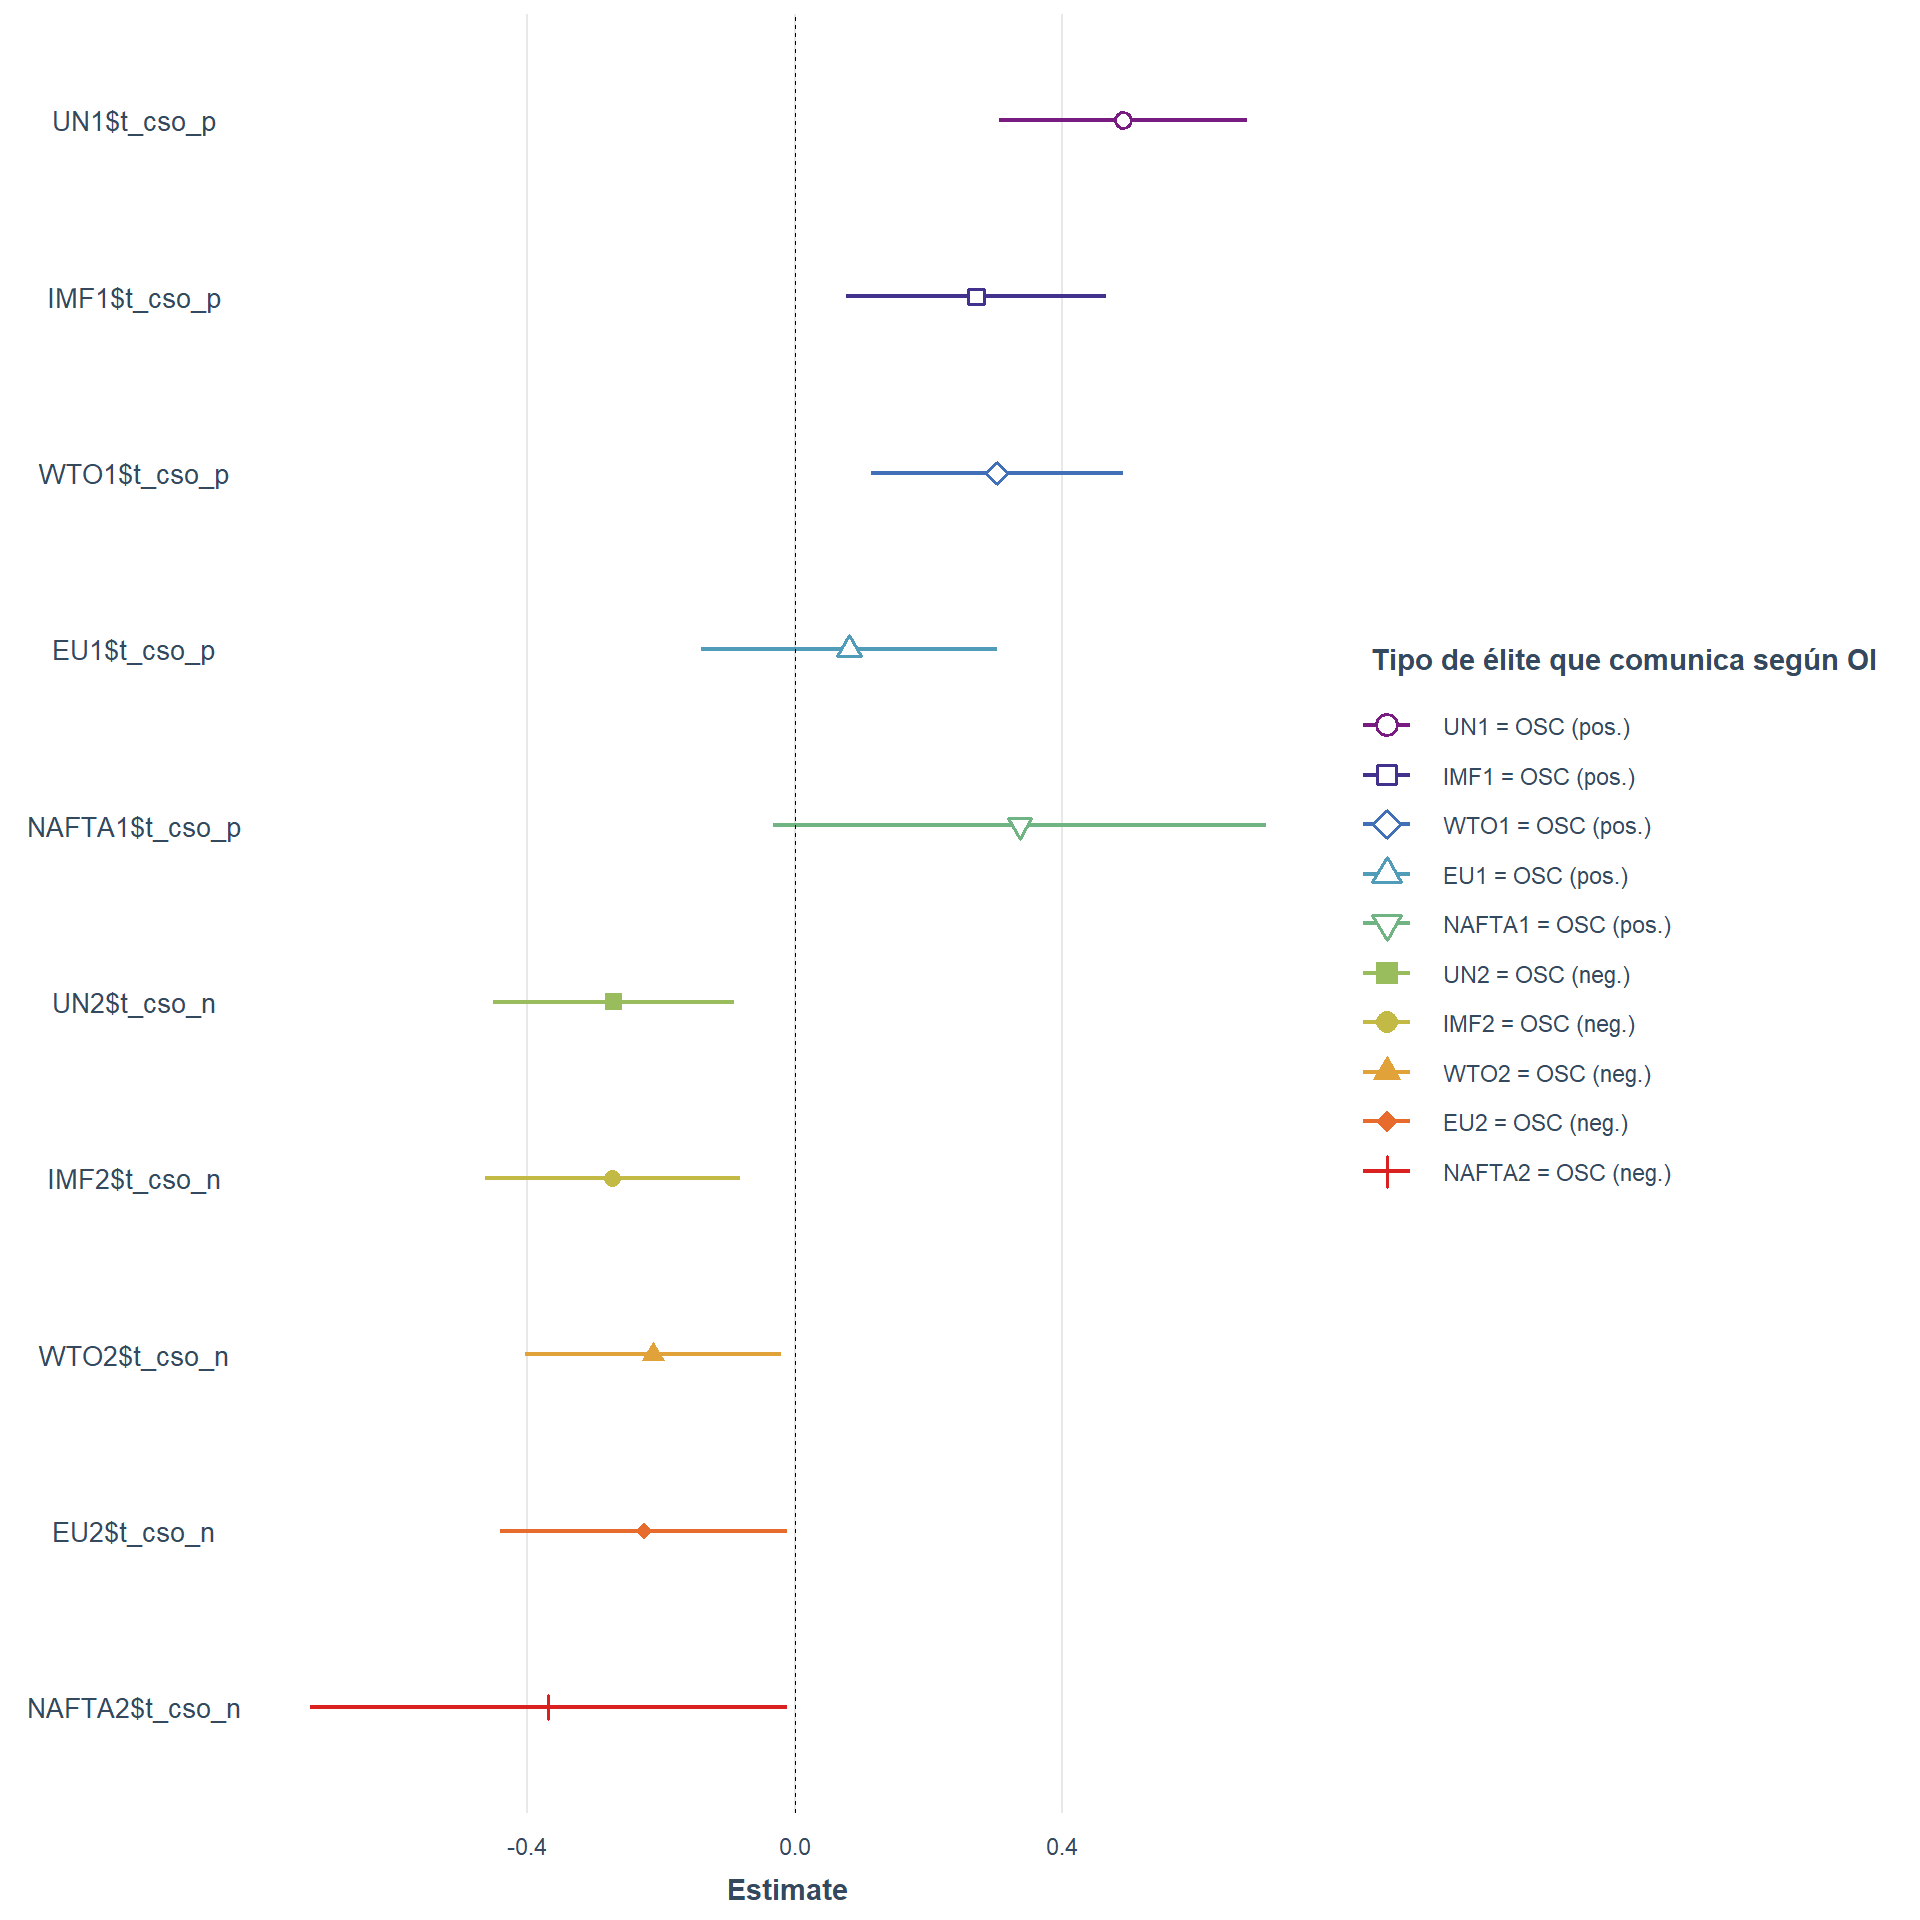 UN1$t_cso_p
IMF1$t_cso_p
WTO1$t_cso_p
EU1$t_cso_p
NAFTA1$t_cso_p
UN2$t_cso_n
IMF2$t_cso_n
WTO2$t_cso_n
EU2$t_cso_n
NAFTA2$t_cso_n
-0.4
0.0
0.4
Estimate
Tipo de élite que comunica según OI
UN1 = OSC (pos.)
IMF1 = OSC (pos.)
WTO1 = OSC (pos.)
EU1 = OSC (pos.)
NAFTA1 = OSC (pos.)
UN2 = OSC (neg.)
IMF2 = OSC (neg.)
WTO2 = OSC (neg.)
EU2 = OSC (neg.)
NAFTA2 = OSC (neg.)